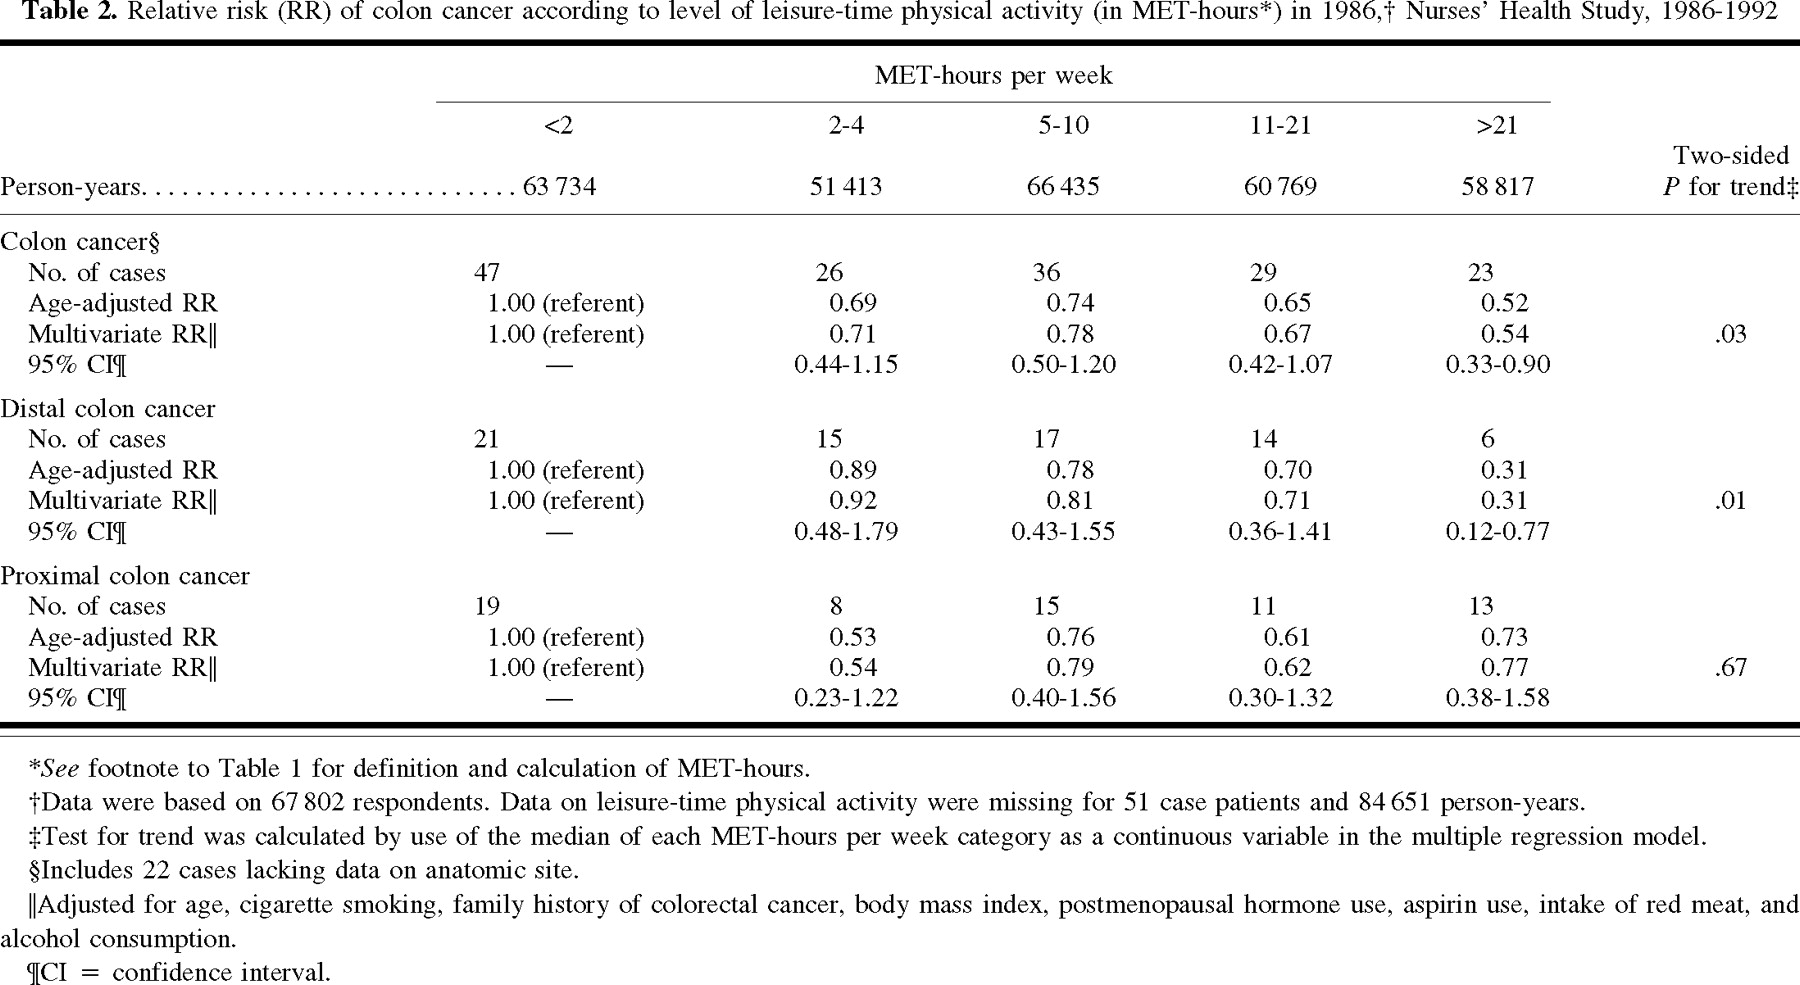 Table 2. Relative risk (RR) of colon cancer according to level of leisure-time physical activity (in MET-hours*) in 1986,† Nurses’ Health Study, 1986-1992
MET-hours per week
<2 2-4 5-10 11-21 >21
Two-sided
Person-years............................ 63 734 51 413 66 435 60 769 58 817 P for trend‡
Colon cancer§
No. of cases 47 26 36 29 23
Age-adjusted RR 1.00 (referent) 0.69 0.74 0.65 0.52
Multivariate RR‖ 1.00 (referent) 0.71 0.78 0.67 0.54 .03
95% CI¶ — 0.44-1.15 0.50-1.20 0.42-1.07 0.33-0.90
Distal colon cancer
No. of cases 21 15 17 14 6
Age-adjusted RR 1.00 (referent) 0.89 0.78 0.70 0.31
Multivariate RR‖ 1.00 (referent) 0.92 0.81 0.71 0.31 .01
95% CI¶ — 0.48-1.79 0.43-1.55 0.36-1.41 0.12-0.77
Proximal colon cancer
No. of cases 19 8 15 11 13
Age-adjusted RR 1.00 (referent) 0.53 0.76 0.61 0.73
Multivariate RR‖ 1.00 (referent) 0.54 0.79 0.62 0.77 .67
95% CI¶ — 0.23-1.22 0.40-1.56 0.30-1.32 0.38-1.58
*See footnote to Table 1 for definition and calculation of MET-hours.
†Data were based on 67 802 respondents. Data on leisure-time physical activity were missing for 51 case patients and 84 651 person-years.
‡Test for trend was calculated by use of the median of each MET-hours per week category as a continuous variable in the multiple regression model.
§Includes 22 cases lacking data on anatomic site.
‖Adjusted for age, cigarette smoking, family history of colorectal cancer, body mass index, postmenopausal hormone use, aspirin use, intake of red meat, and
alcohol consumption.
¶CI = confidence interval.